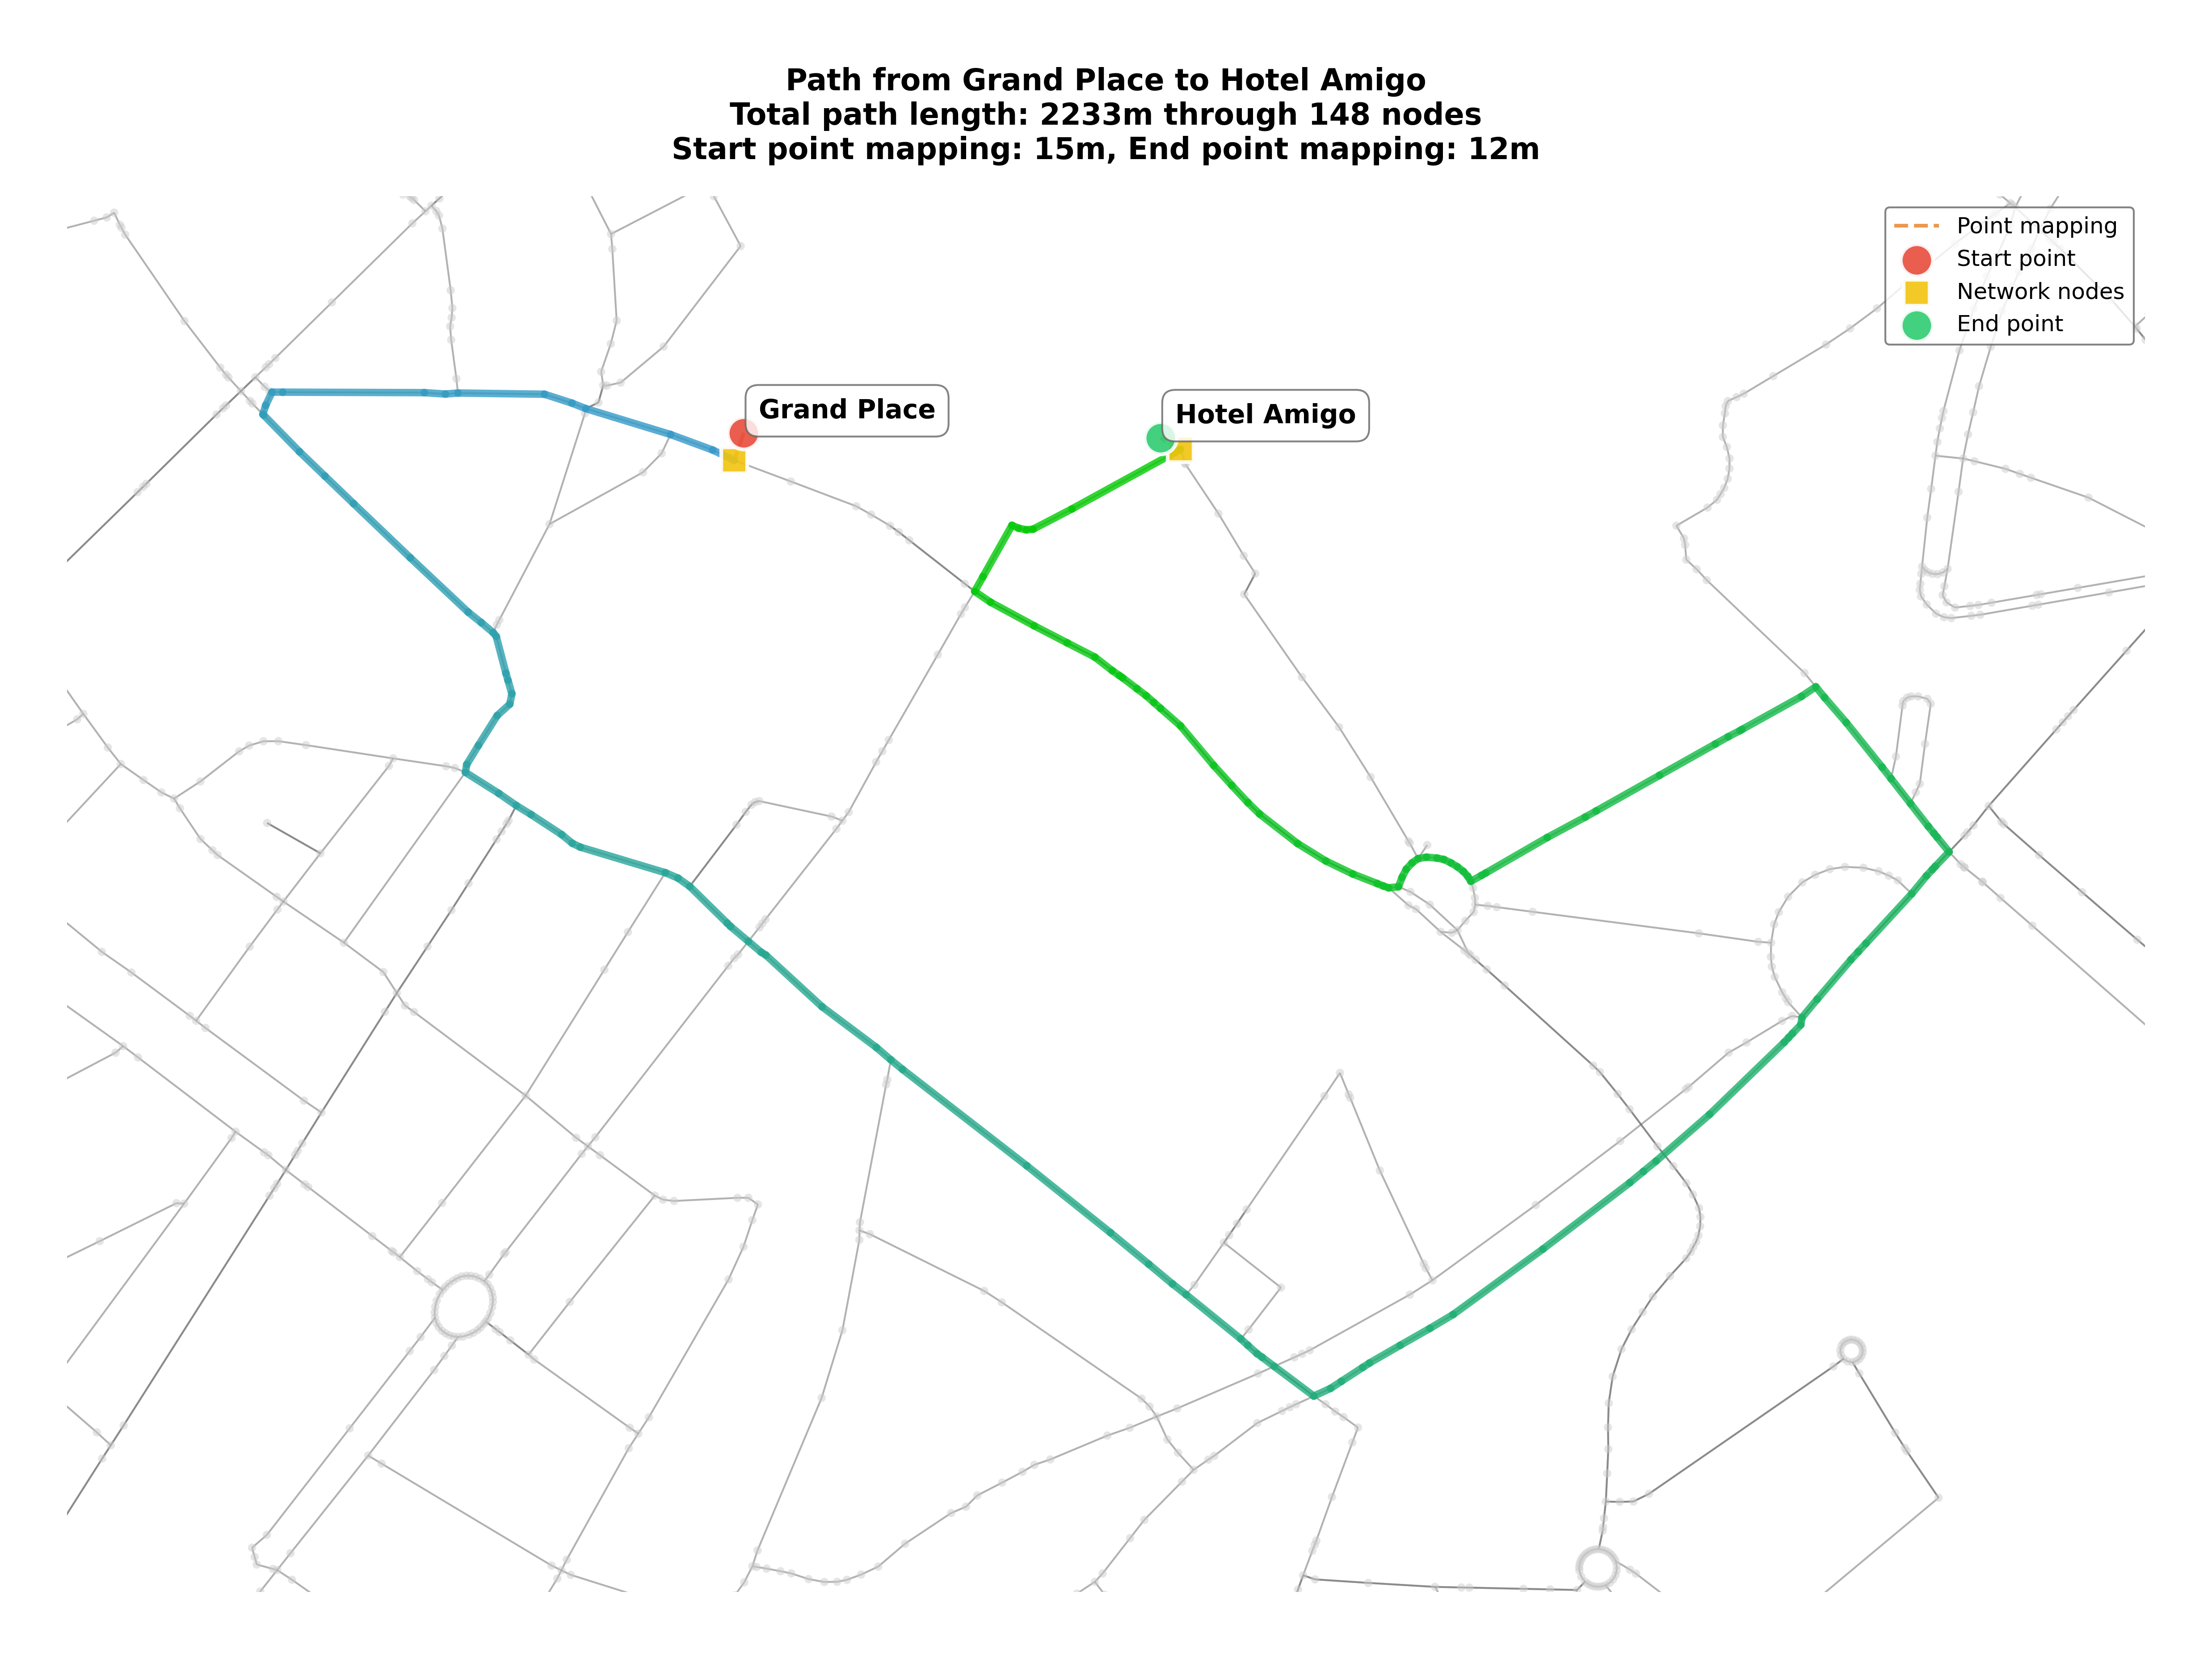 Path from Grand Place to Hotel Amigo
Total path length: 2233m through 148 nodes
Start point mapping: 15m, End point mapping: 12m
Point mapping
Start point
Network nodes
End point
Grand Place
Hotel Amigo